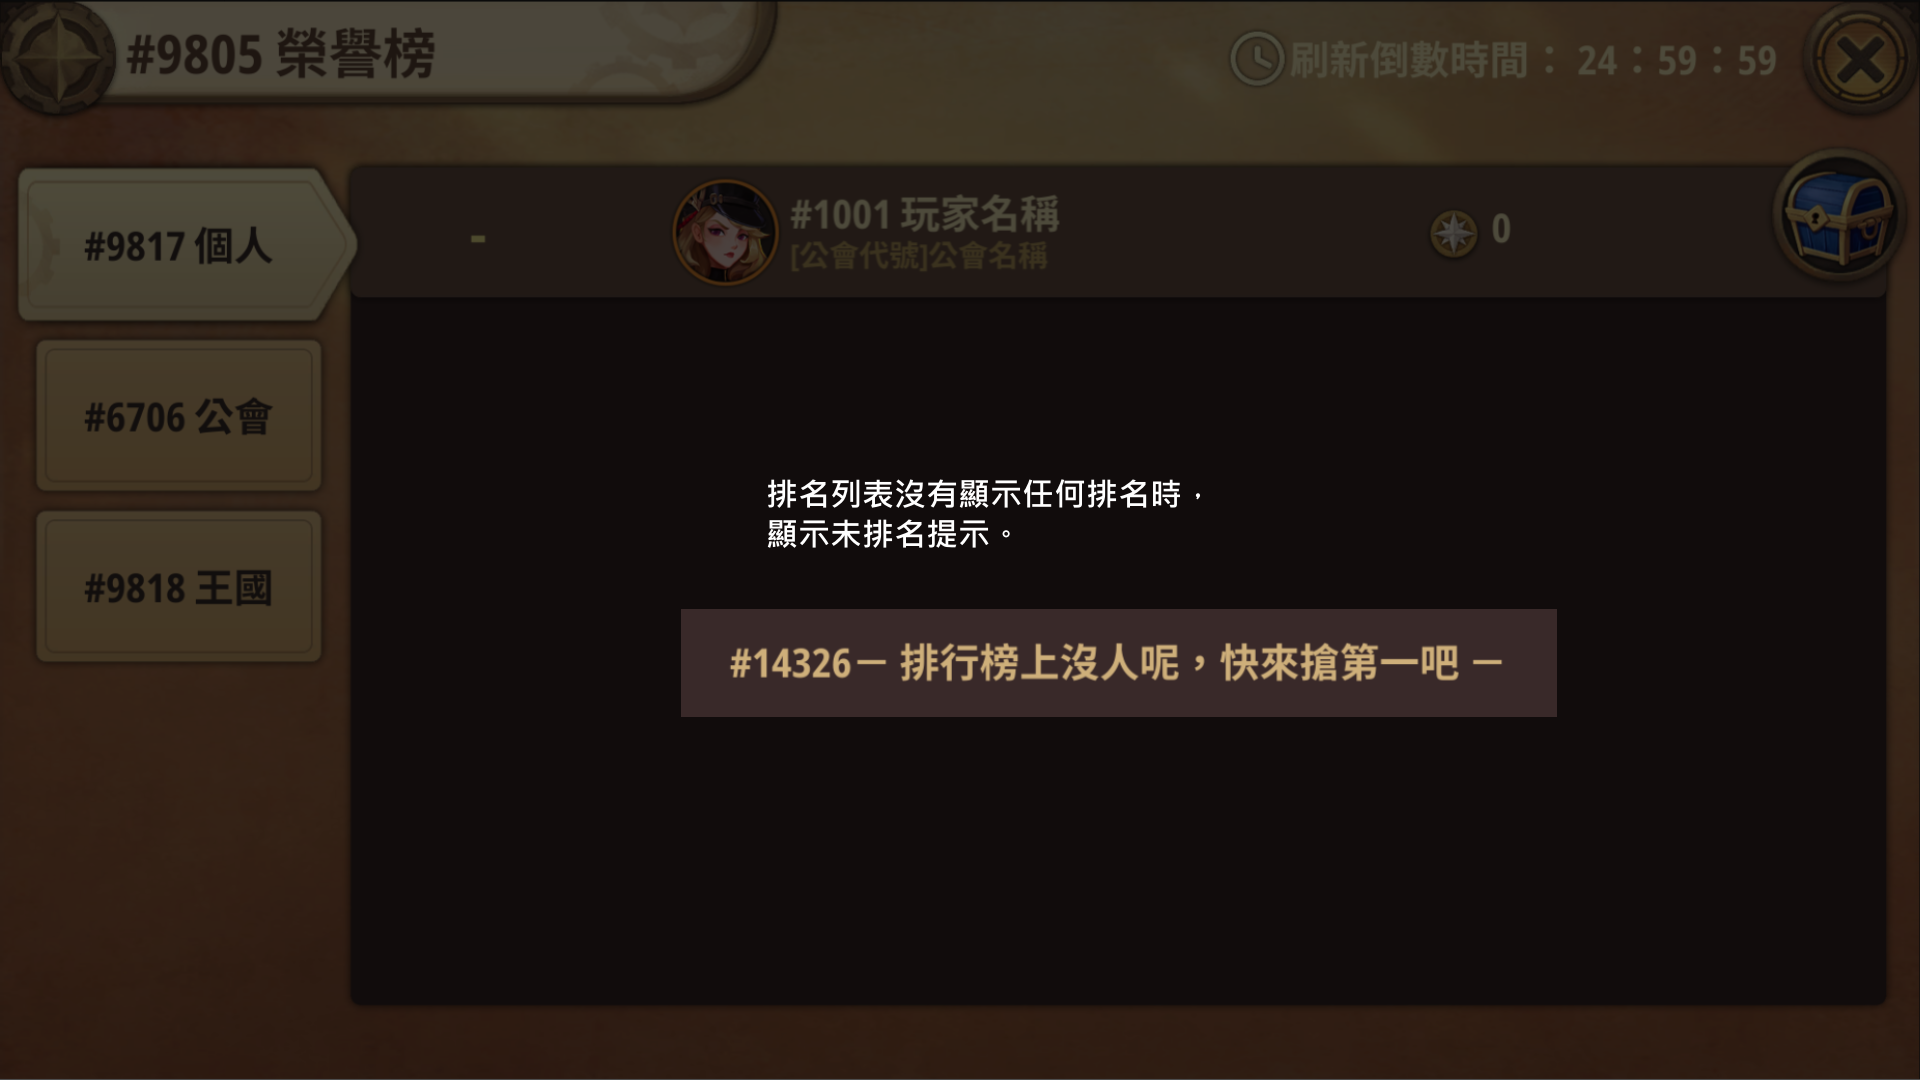 #9805 榮譽榜
刷新倒數時間： 24：59：59
#9817 個人
-
#1001 玩家名稱
[公會代號]公會名稱
0
#6706 公會
#9818 王國
排名列表沒有顯示任何排名時，
顯示未排名提示。
#14326－ 排行榜上沒人呢，快來搶第一吧 －